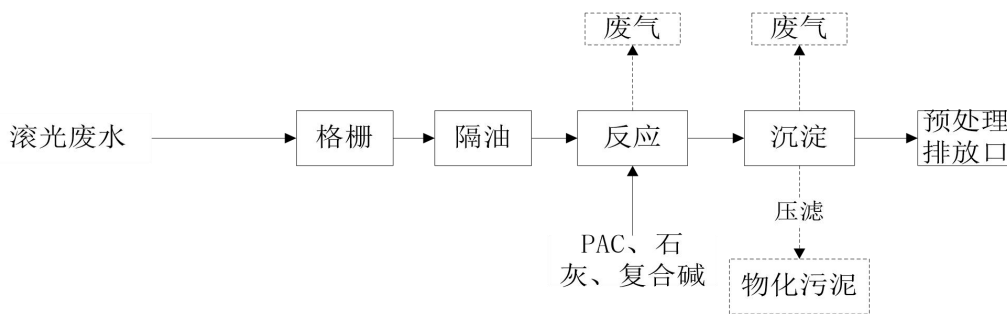 废气
废气
滚光废水
格栅
隔油
反应
沉淀
预处理
排放口
压滤
PAC、石
灰、复合碱
物化污泥